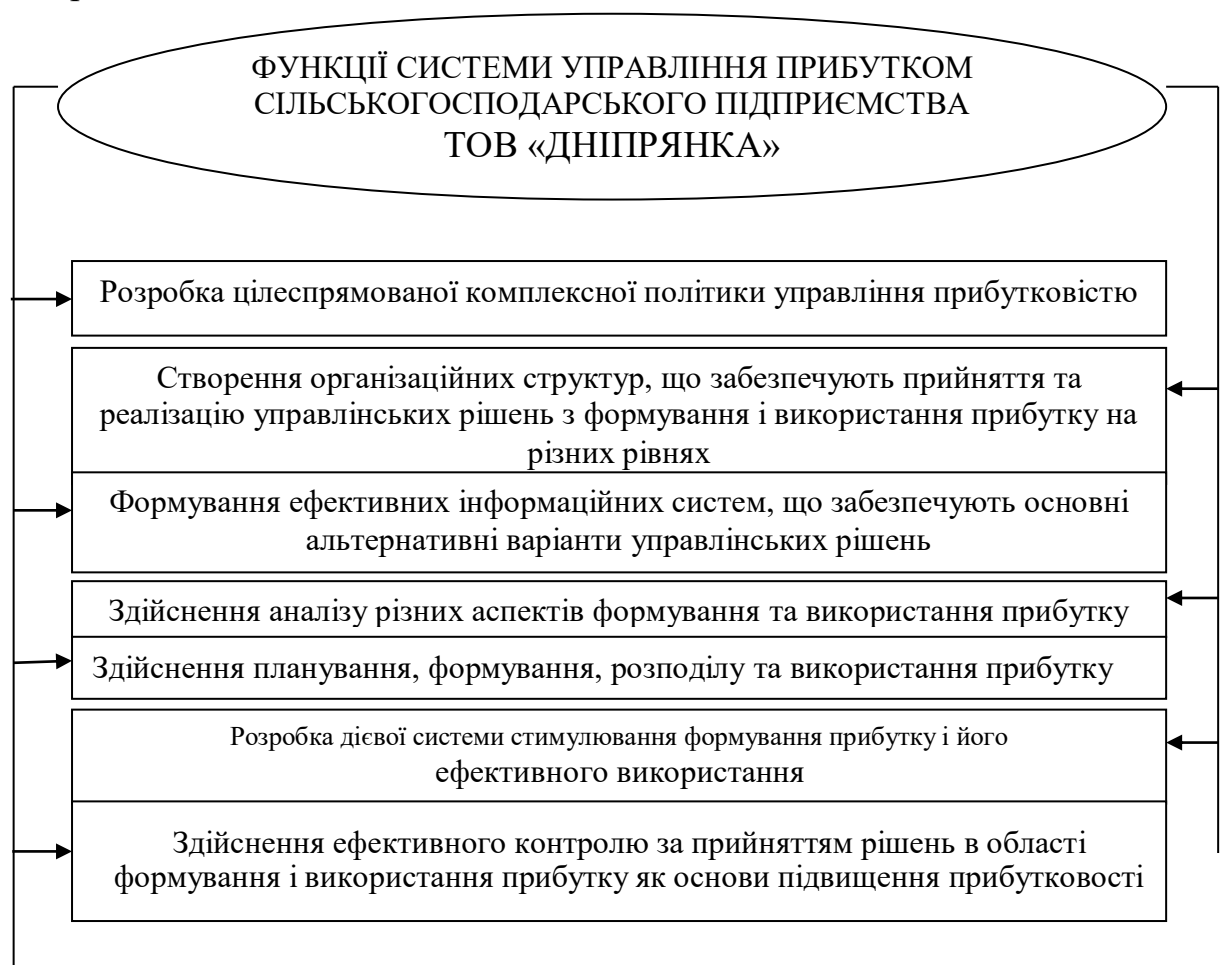 ФУНКЦІЇ СИСТЕМИ УПРАВЛІННЯ ПРИБУТКОМ
СІЛЬСЬКОГОСПОДАРСЬКОГО ПІДПРИЄМСТВА
ТОВ «ДНІПРЯНКА»
Розробка цілеспрямованої комплексної політики управління прибутковістю
Створення організаційних структур, що забезпечують прийняття та
реалізацію управлінських рішень з формування і використання прибутку на
різних рівнях
Формування ефективних інформаційних систем, що забезпечують основні
альтернативні варіанти управлінських рішень
Здійснення аналізу різних аспектів формування та використання прибутку
Здійснення планування, формування, розподілу та використання прибутку
Розробка дієвої системи стимулювання формування прибутку і його
ефективного використання
Здійснення ефективного контролю за прийняттям рішень в області
формування і використання прибутку як основи підвищення прибутковості